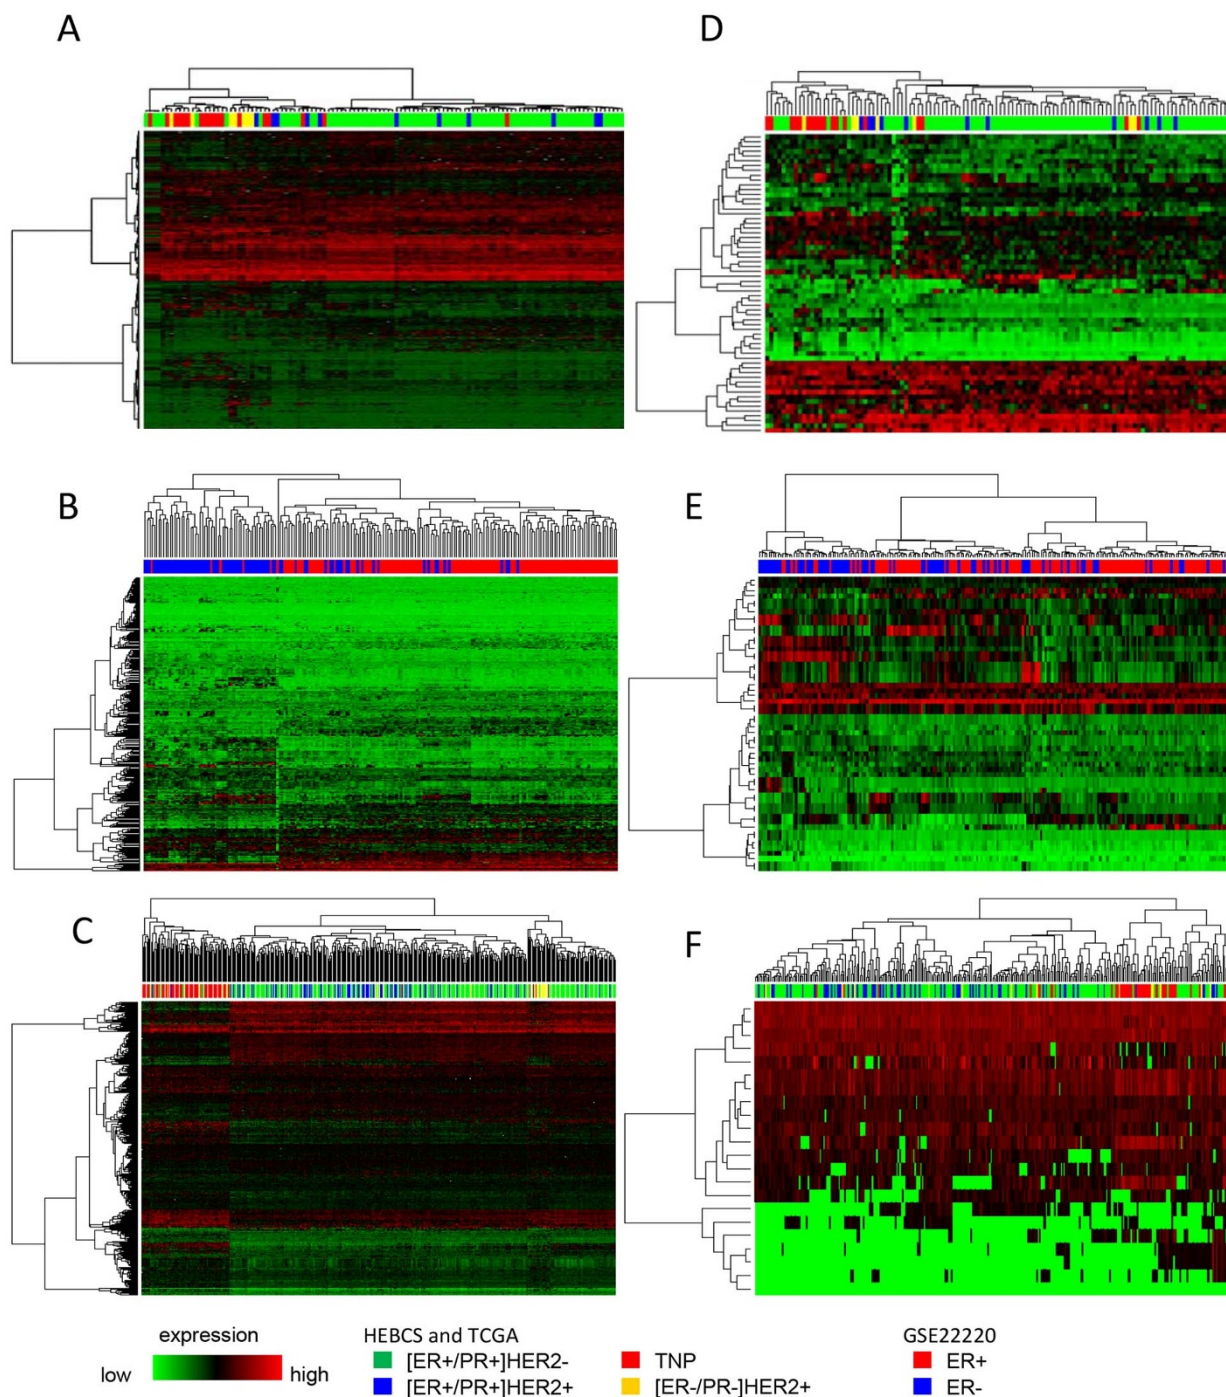 A
D
B
E
C
F
expression
low high
HEBCS and TCGA
[ER+/PR+]HER2-
[ER+/PR+]HER2+
TNP
[ER-/PR-]HER2+
GSE22220
ER+
ER-